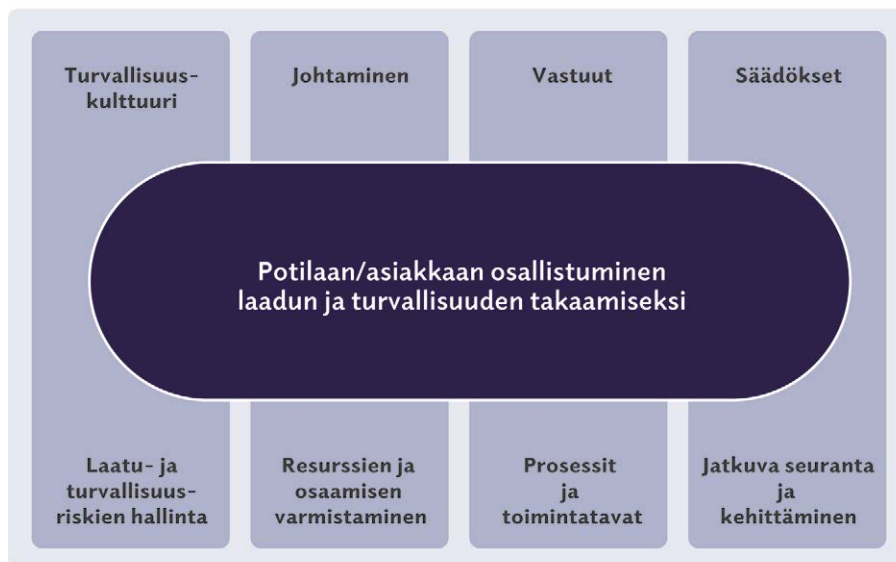 Turvallisuus-
kulttuuri
Johtaminen
Vastuut
Säädökset
Potilaan/asiakkaan osallistuminen
laadun ja turvallisuuden takaamiseksi
Laatu- ja
turvallisuus-
riskien hallinta
Resurssien ja
osaamisen
varmistaminen
Prosessit
ja
toimintatavat
Jatkuva seuranta
ja
kehittäminen